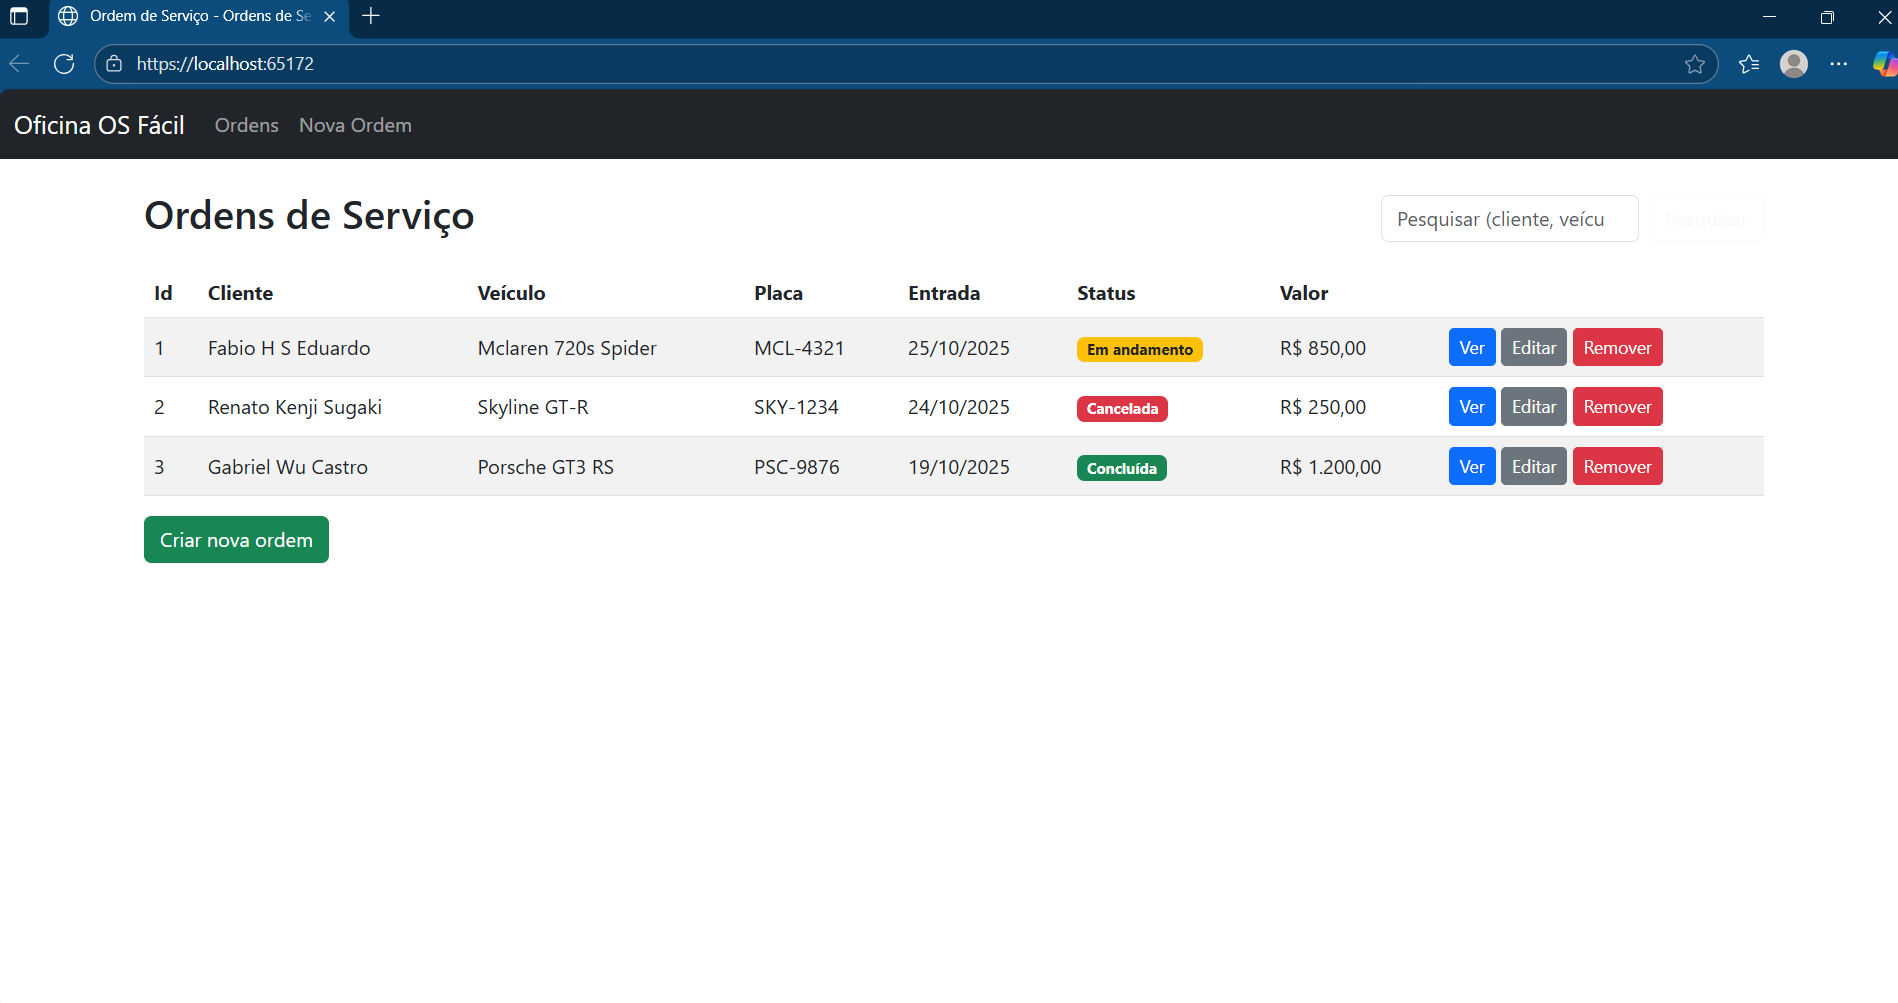 Ordem de Serviço - Ordens de Se
https://localhost:65172
Oficina OS Fácil Ordens Nova Ordem
Ordens de Serviço
Pesquisar (cliente, veícu Pesquisar
Id Cliente Veículo Placa Entrada Status Valor
1 Fabio H S Eduardo Mclaren 720s Spider MCL-4321 25/10/2025 Em andamento R$ 850,00 Ver Editar Remover
2 Renato Kenji Sugaki Skyline GT-R SKY-1234 24/10/2025 Cancelada R$ 250,00 Ver Editar Remover
3 Gabriel Wu Castro Porsche GT3 RS PSC-9876 19/10/2025 Concluída R$ 1.200,00 Ver Editar Remover
Criar nova ordem